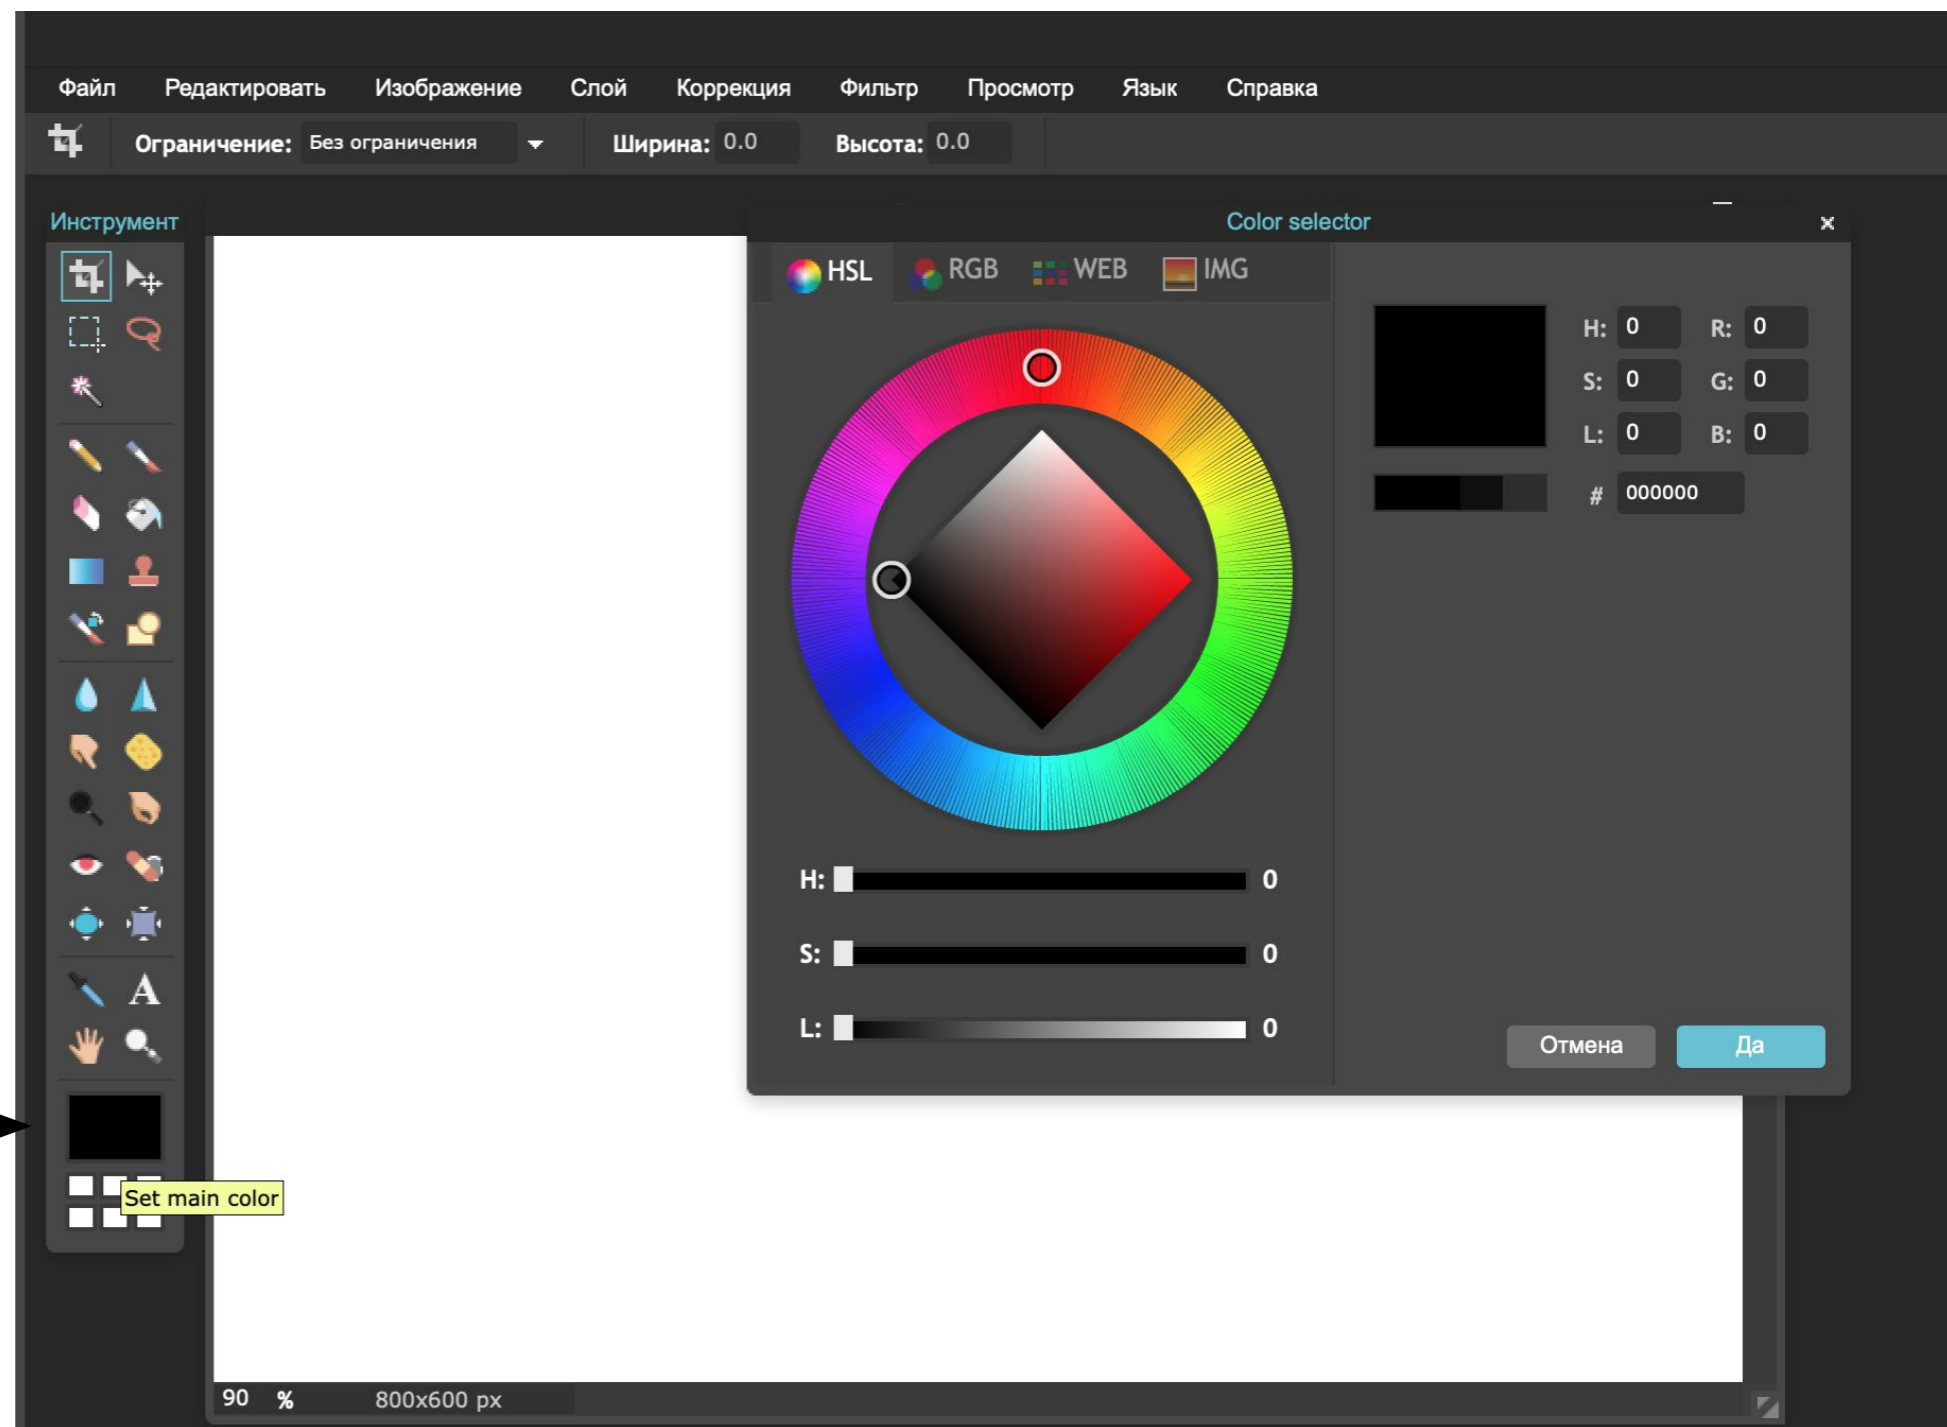 Файл Редактировать Изображение Слой Коррекция Фильтр Просмотр Язык Справка
Ограничение: Без ограничения Ширина: 0.0 Высота: 0.0
Инструмент
Color selector
HSL RGB WEB IMG
H: 0 R: 0
S: 0 G: 0
L: 0 B: 0
# 000000
H: 0
S: 0
L: 0
Отмена Да
Set main color
90 % 800x600 px